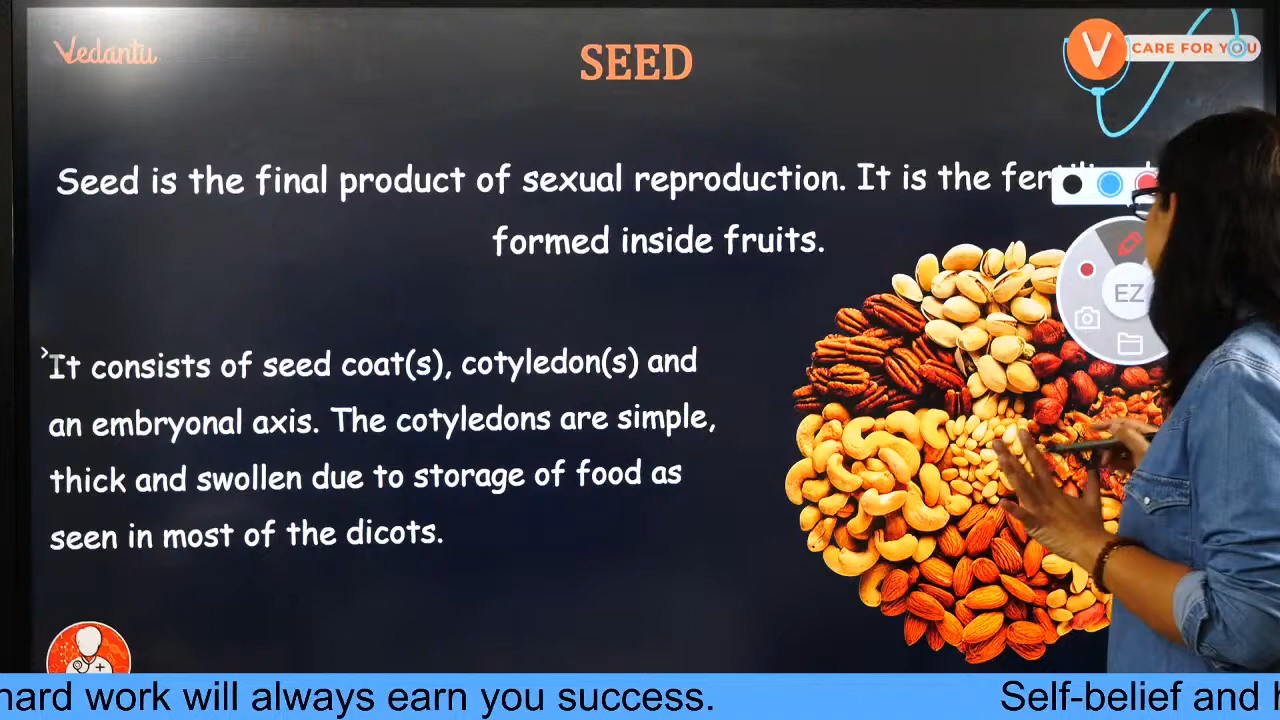 Vedantu
SEED
V CARE FOR YOU
Seed is the final product of sexual reproduction. It is the
formed inside fruits.
EZ
It consists of seed coat(s), cotyledon(s) and
an embryonal axis. The cotyledons are simple,
thick and swollen due to storage of food as
seen in most of the dicots.
hard work will always earn you success. Self-belief and